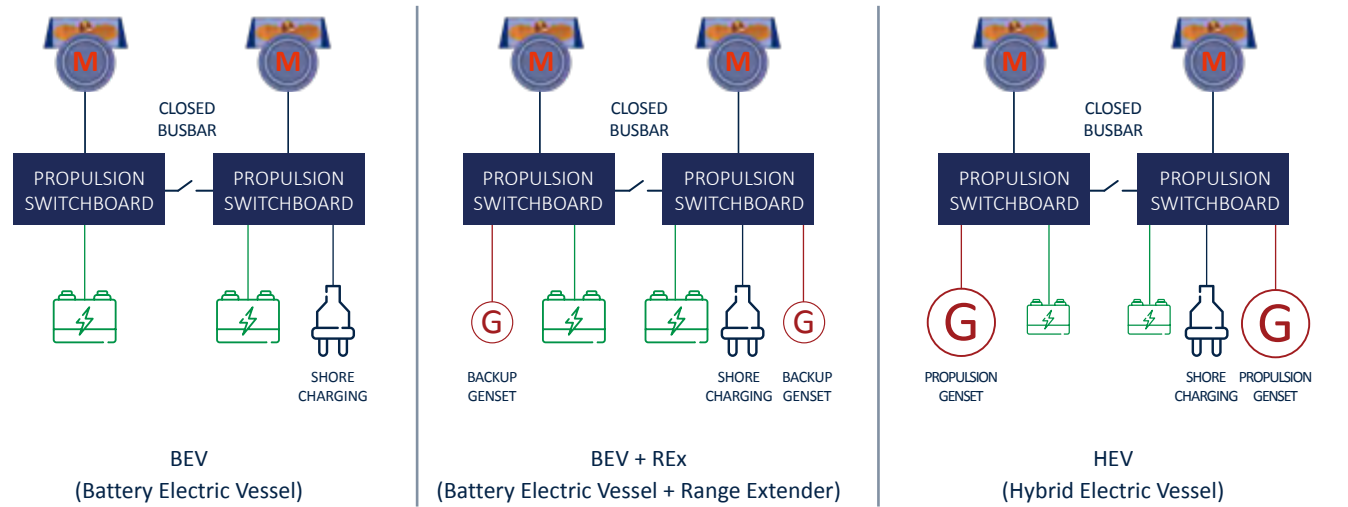 M
M
CLOSED
BUSBAR
PROPULSION
SWITCHBOARD
PROPULSION
SWITCHBOARD
SHORE
CHARGING
BEV
(Battery Electric Vessel)
M
M
CLOSED
BUSBAR
PROPULSION
SWITCHBOARD
PROPULSION
SWITCHBOARD
G
G
BACKUP
GENSET
SHORE
CHARGING
BACKUP
GENSET
BEV + REx
(Battery Electric Vessel + Range Extender)
M
M
CLOSED
BUSBAR
PROPULSION
SWITCHBOARD
PROPULSION
SWITCHBOARD
G
G
PROPULSION
GENSET
SHORE
CHARGING
PROPULSION
GENSET
HEV
(Hybrid Electric Vessel)